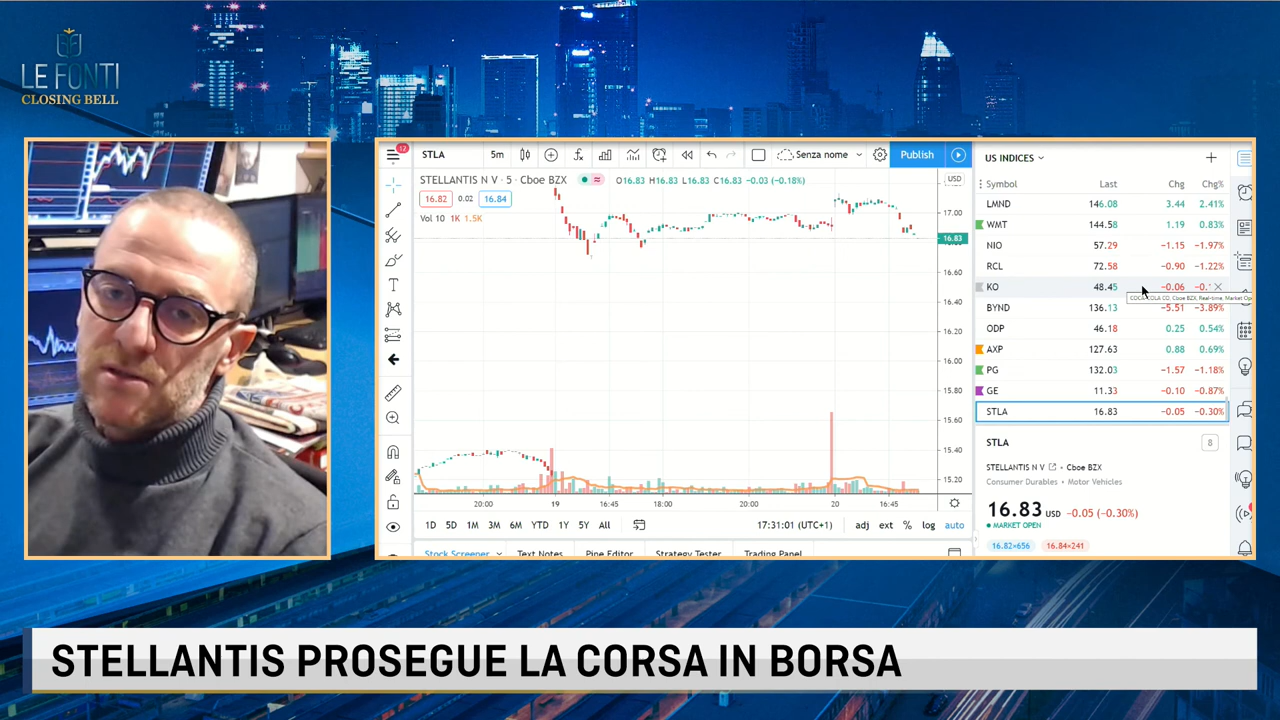 LE FONTI
CLOSING BELL
12
STLA
5m
Senza nome
Publish
STELLANTIS N V · 5 · Cboe BZX
O16.83 H16.83 L16.83 C16.83 −0.03 (−0.18%)
16.82 0.02 16.84
Vol 10 1K 1.5K
USD
17.00
16.83
16.60
16.40
16.20
16.00
15.80
15.60
15.40
15.20
20:00 19 16:45 18:00 20:00 20 16:45
1D 5D 1M 3M 6M YTD 1Y 5Y All
17:31:01 (UTC+1) adj ext % log auto
Stock Screener Text Notes Pine Editor Strategy Tester Trading Panel
US INDICES
Symbol Last Chg Chg%
LMND 146.08 3.44 2.41%
WMT 144.58 1.19 0.83%
NIO 57.29 −1.15 −1.97%
RCL 72.58 −0.90 −1.22%
KO 48.45 −0.06
COCA-COLA CO, Cboe BZX, Real-time, Market Op
BYND 136.13 −5.51 −3.89%
ODP 46.18 0.25 0.54%
AXP 127.63 0.88 0.69%
PG 132.03 −1.57 −1.18%
GE 11.33 −0.10 −0.87%
STLA 16.83 −0.05 −0.30%
STLA
8
STELLANTIS N V · Cboe BZX
Consumer Durables · Motor Vehicles
16.83 USD −0.05 (−0.30%)
MARKET OPEN
16.82×656 16.84×241
STELLANTIS PROSEGUE LA CORSA IN BORSA